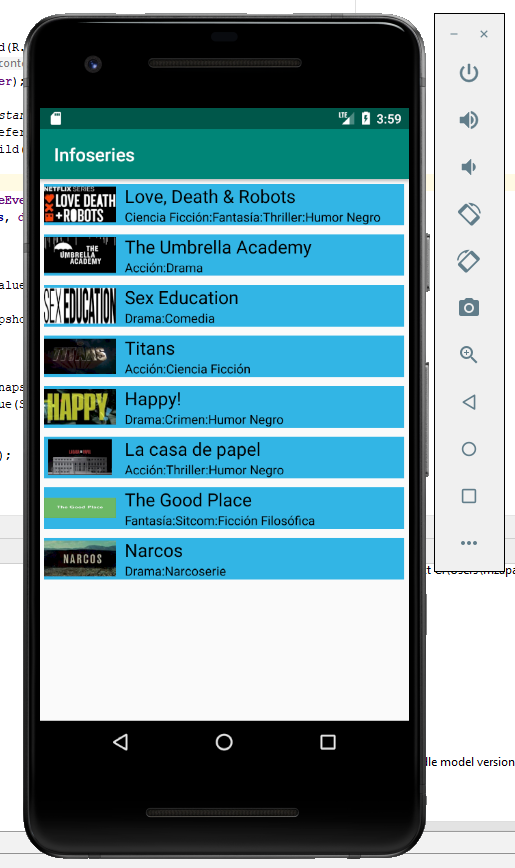 d(R.
conte
er);
star
efer
ild(
eEve
s, d
alue
psho
haps
ue(S
);
LTE 3:59
Infoseries
NETFLIX SERIES
LOVE DEATH
+ROBOTS
Love, Death & Robots
Ciencia Ficción:Fantasía:Thriller:Humor Negro
THE
UMBRELLA
ACADEMY
The Umbrella Academy
Acción:Drama
SEX EDUCATION
Sex Education
Drama:Comedia
TITANS
Titans
Acción:Ciencia Ficción
HAPPY!
Happy!
Drama:Crimen:Humor Negro
La casa de papel
Acción:Thriller:Humor Negro
The Good Place
The Good Place
Fantasía:Sitcom:Ficción Filosófica
NARCOS
Narcos
Drama:Narcoserie
lle model version